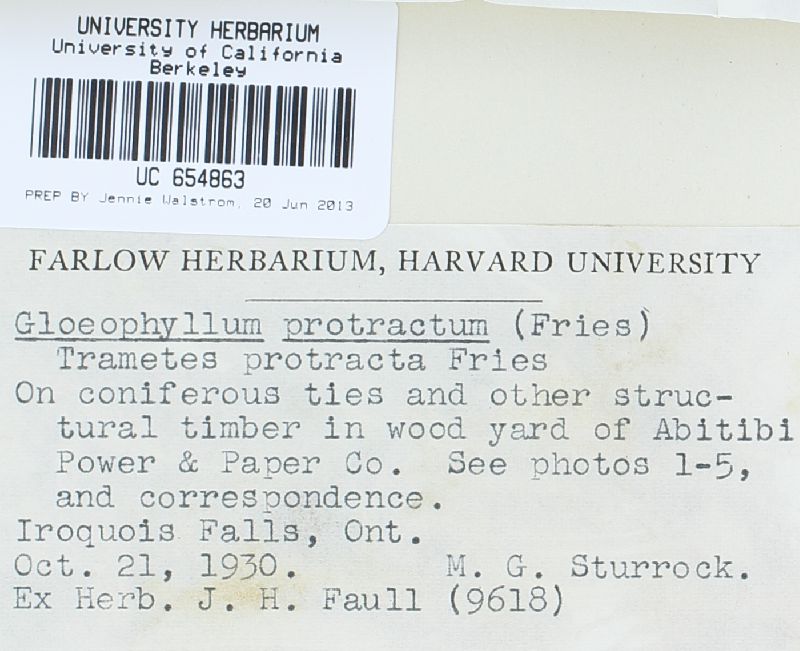 UNIVERSITY HERBARIUM
University of California
Berkeley
UC 654863
PREP BY Jennie Walstrom, 20 Jun 2013
FARLOW HERBARIUM, HARVARD UNIVERSITY
Gloeophyllum protractum (Fries)
Trametes protracta Fries
On coniferous ties and other struc-
tural timber in wood yard of Abitibi
Power & Paper Co. See photos 1-5,
and correspondence.
Iroquois Falls, Ont.
Oct. 21, 1930. M. G. Sturrock.
Ex Herb. J. H. Faull (9618)